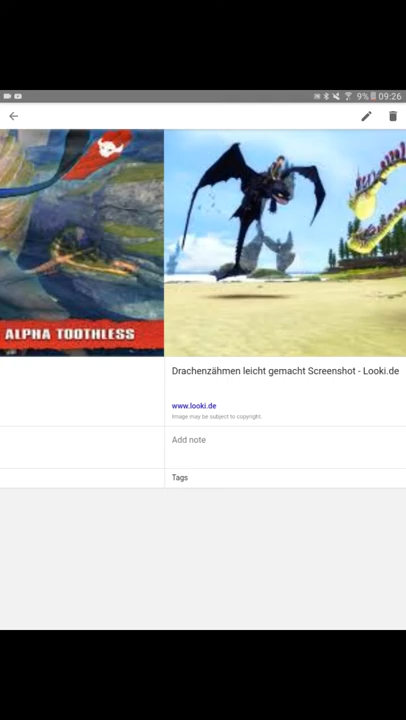 9% 09:26
ALPHA TOOTHLESS
Drachenzähmen leicht gemacht Screenshot - Looki.de
www.looki.de
Image may be subject to copyright.
Add note
Tags